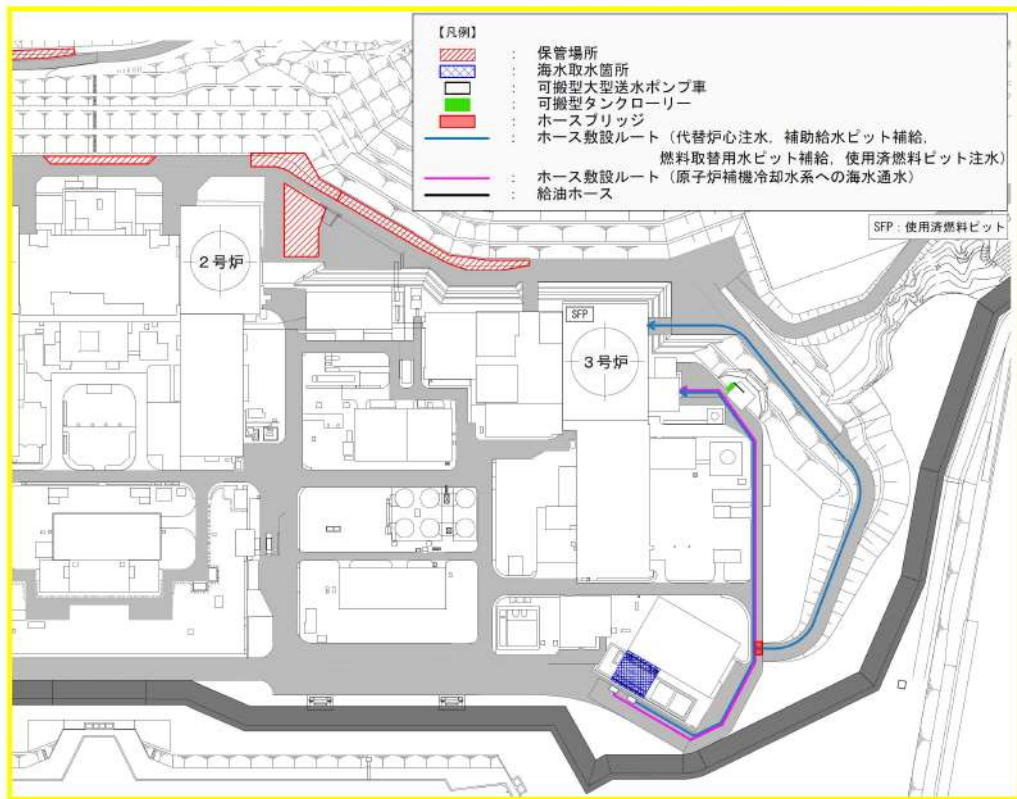 【凡例】
： 保管場所
： 海水取水箇所
： 可搬型大型送水ポンプ車
： 可搬型タンクローリー
： ホースブリッジ
： ホース敷設ルート（代替炉心注水，補助給水ピット補給，
燃料取替用水ピット補給，使用済燃料ピット注水）
： ホース敷設ルート（原子炉補機冷却水系への海水通水）
： 給油ホース
SFP：使用済燃料ピット
2号炉
SFP
3号炉